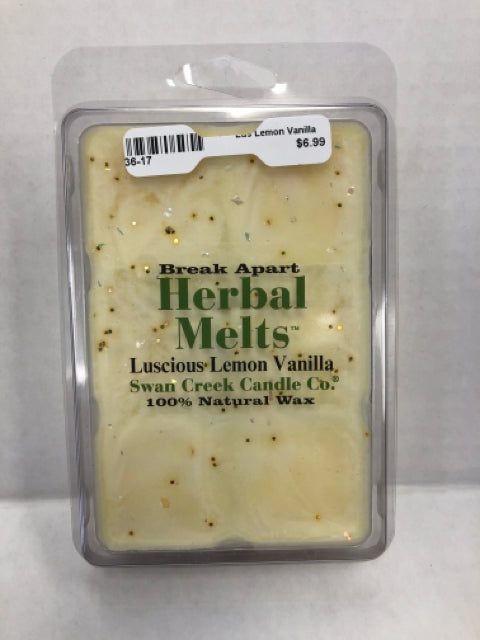 Lemon Vanilla
$6.99
36-17
Break Apart
Herbal
Melts™
Luscious Lemon Vanilla
Swan Creek Candle Co.®
100% Natural Wax